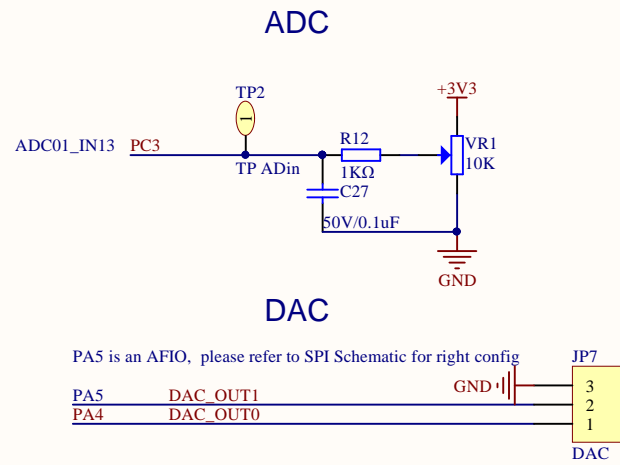 ADC
+3V3
TP2
1
ADC01_IN13 PC3
TP ADin
R12
1KΩ
VR1
10K
C27
50V/0.1uF
GND
DAC
PA5 is an AFIO, please refer to SPI Schematic for right config
JP7
GND
3
PA5 DAC_OUT1
2
PA4 DAC_OUT0
1
DAC